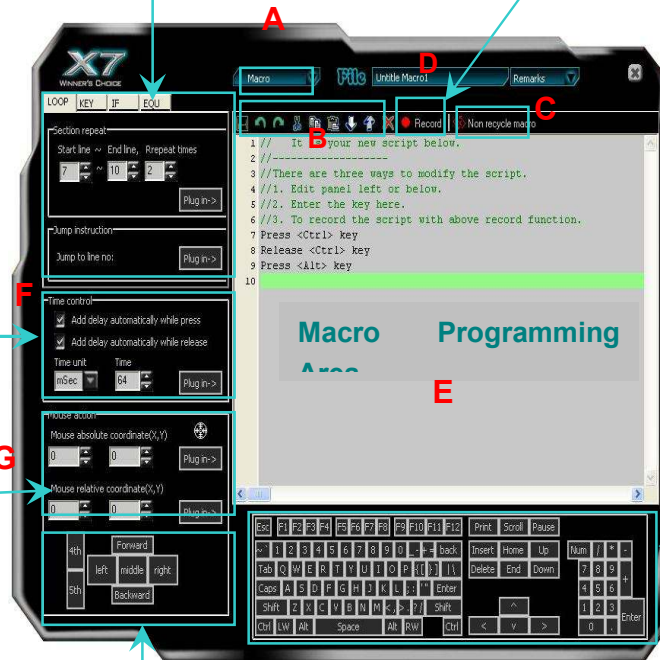 A
X7
WINNER'S CHOICE
Macro
File
Untitle Macro1
D
Remarks
LOOP KEY IF EQU
B
Record
Non recycle macro
C
Section repeat
Start line ~ End line, Rrepeat times
7 ~ 10 2
Plug in->
Jump instruction
Jump to line no:
Plug in->
F
Time control
Add delay automatically while press
Add delay automatically while release
Time unit Time
mSec 64
Plug in->
G
Mouse action
Mouse absolute coordinate(X,Y)
0 0
Plug in->
Mouse relative coordinate(X,Y)
0 0
Plug in->
4th
5th
Forward
left middle right
Backward
1 // It is your new script below.
2 //-------------------
3 //There are three ways to modify the script.
4 //1. Edit panel left or below.
5 //2. Enter the key here.
6 //3. To record the script with above record function.
7 Press <Ctrl> key
8 Release <Ctrl> key
9 Press <Alt> key
10
Macro Programming
Area
E
Esc F1 F2 F3 F4 F5 F6 F7 F8 F9 F10 F11 F12 Print Scroll Pause
~ ` 1 2 3 4 5 6 7 8 9 0 _ - + = back Insert Home Up Num / * -
Tab Q W E R T Y U I O P { [ } ] | \ Delete End Down 7 8 9 +
Caps A S D F G H J K L ; : ' " Enter 4 5 6
Shift Z X C V B N M < , > . ? / Shift ^ 1 2 3 Enter
Ctrl LW Alt Space Alt RW Ctrl < v > 0 .